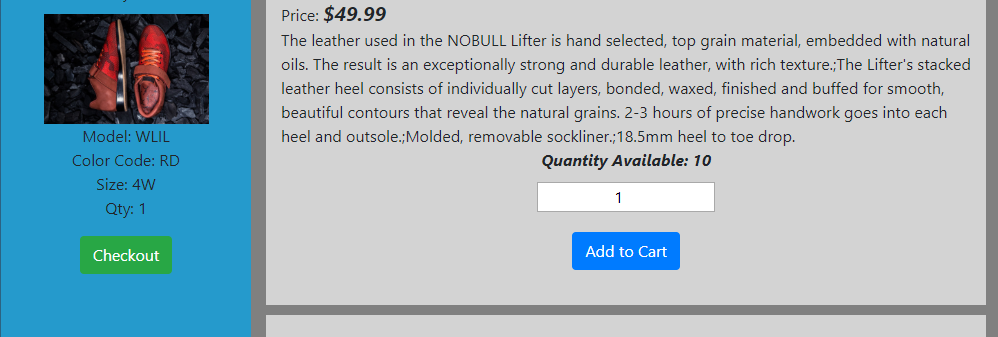 Model: WLIL
Color Code: RD
Size: 4W
Qty: 1
Checkout
Price: $49.99
The leather used in the NOBULL Lifter is hand selected, top grain material, embedded with natural
oils. The result is an exceptionally strong and durable leather, with rich texture.;The Lifter's stacked
leather heel consists of individually cut layers, bonded, waxed, finished and buffed for smooth,
beautiful contours that reveal the natural grains. 2-3 hours of precise handwork goes into each
heel and outsole.;Molded, removable sockliner.;18.5mm heel to toe drop.
Quantity Available: 10
1
Add to Cart